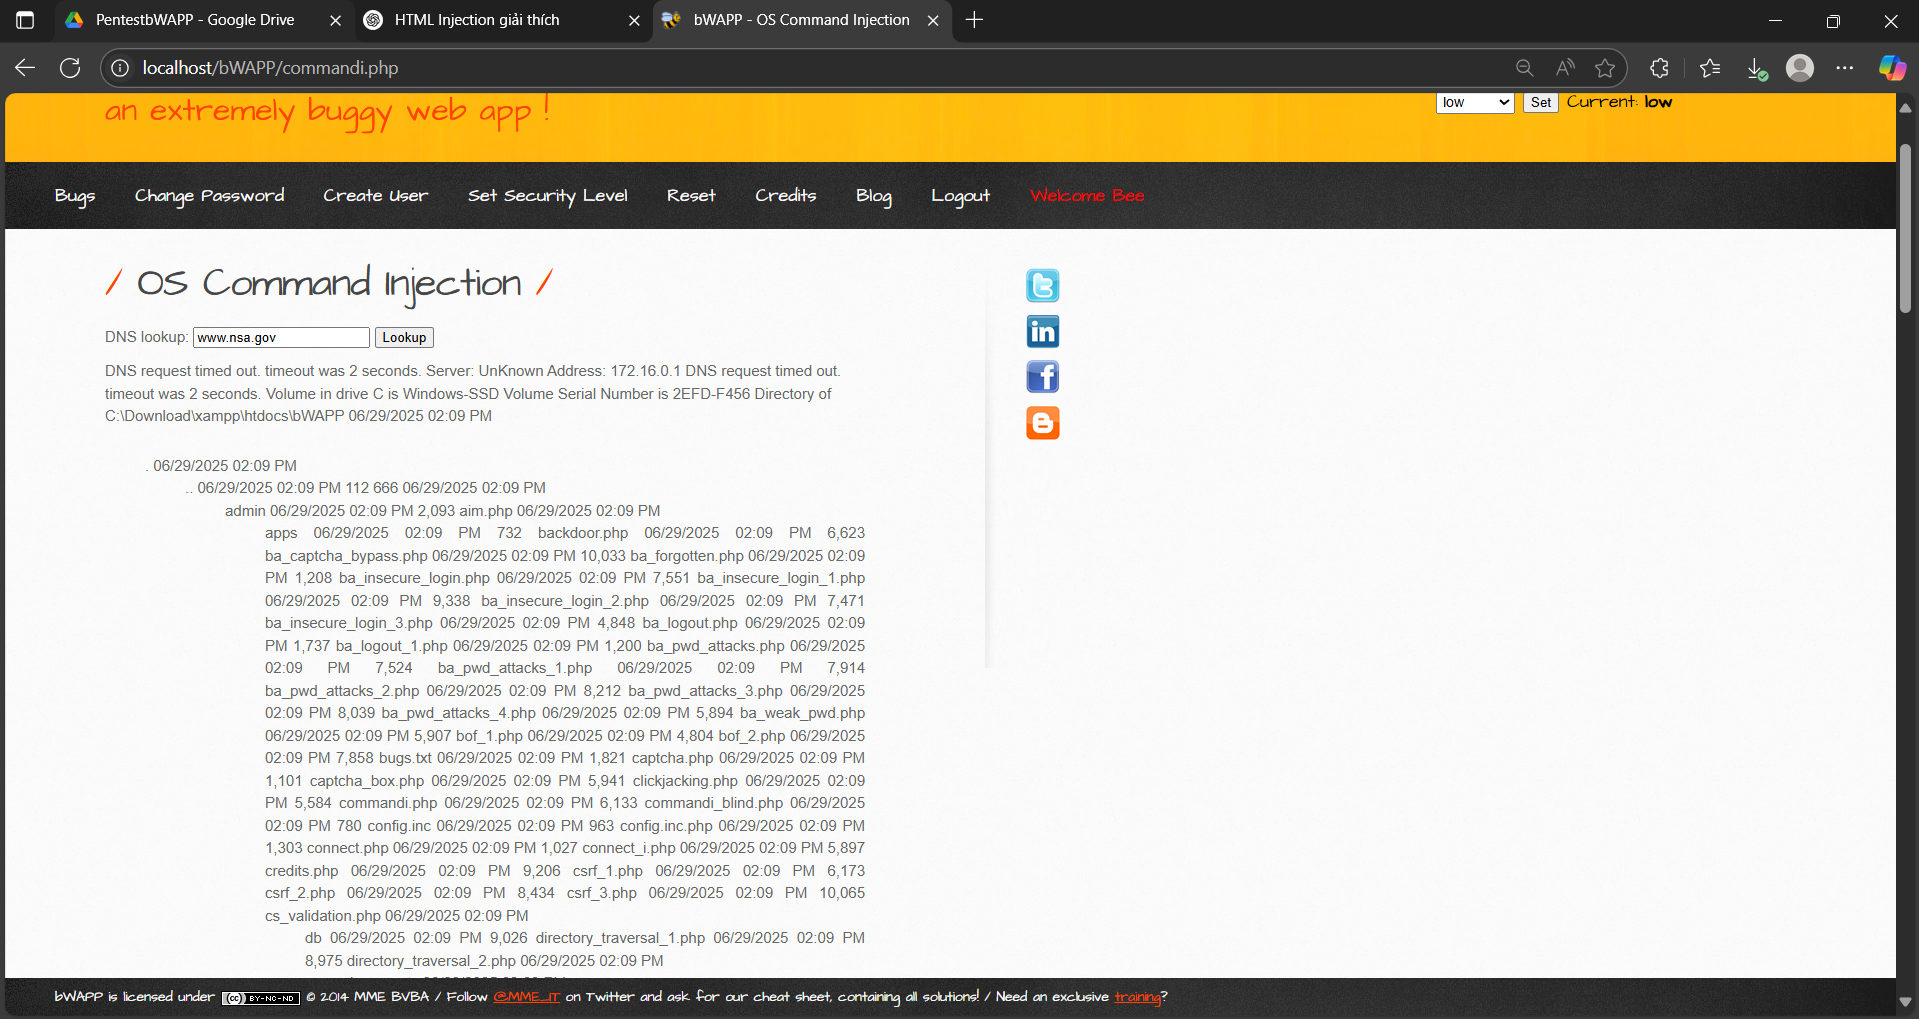 PentestbWAPP - Google Drive
HTML Injection giải thích
bWAPP - OS Command Injection
localhost/bWAPP/commandi.php
an extremely buggy web app !
low Set Current: low
Bugs Change Password Create User Set Security Level Reset Credits Blog Logout Welcome Bee
/ OS Command Injection /
DNS lookup: www.nsa.gov Lookup
DNS request timed out. timeout was 2 seconds. Server: UnKnown Address: 172.16.0.1 DNS request timed out.
timeout was 2 seconds. Volume in drive C is Windows-SSD Volume Serial Number is 2EFD-F456 Directory of
C:\Download\xampp\htdocs\bWAPP 06/29/2025 02:09 PM
. 06/29/2025 02:09 PM
.. 06/29/2025 02:09 PM 112 666 06/29/2025 02:09 PM
admin 06/29/2025 02:09 PM 2,093 aim.php 06/29/2025 02:09 PM
apps 06/29/2025 02:09 PM 732 backdoor.php 06/29/2025 02:09 PM 6,623
ba_captcha_bypass.php 06/29/2025 02:09 PM 10,033 ba_forgotten.php 06/29/2025 02:09
PM 1,208 ba_insecure_login.php 06/29/2025 02:09 PM 7,551 ba_insecure_login_1.php
06/29/2025 02:09 PM 9,338 ba_insecure_login_2.php 06/29/2025 02:09 PM 7,471
ba_insecure_login_3.php 06/29/2025 02:09 PM 4,848 ba_logout.php 06/29/2025 02:09
PM 1,737 ba_logout_1.php 06/29/2025 02:09 PM 1,200 ba_pwd_attacks.php 06/29/2025
02:09 PM 7,524 ba_pwd_attacks_1.php 06/29/2025 02:09 PM 7,914
ba_pwd_attacks_2.php 06/29/2025 02:09 PM 8,212 ba_pwd_attacks_3.php 06/29/2025
02:09 PM 8,039 ba_pwd_attacks_4.php 06/29/2025 02:09 PM 5,894 ba_weak_pwd.php
06/29/2025 02:09 PM 5,907 bof_1.php 06/29/2025 02:09 PM 4,804 bof_2.php 06/29/2025
02:09 PM 7,858 bugs.txt 06/29/2025 02:09 PM 1,821 captcha.php 06/29/2025 02:09 PM
1,101 captcha_box.php 06/29/2025 02:09 PM 5,941 clickjacking.php 06/29/2025 02:09
PM 5,584 commandi.php 06/29/2025 02:09 PM 6,133 commandi_blind.php 06/29/2025
02:09 PM 780 config.inc 06/29/2025 02:09 PM 963 config.inc.php 06/29/2025 02:09 PM
1,303 connect.php 06/29/2025 02:09 PM 1,027 connect_i.php 06/29/2025 02:09 PM 5,897
credits.php 06/29/2025 02:09 PM 9,206 csrf_1.php 06/29/2025 02:09 PM 6,173
csrf_2.php 06/29/2025 02:09 PM 8,434 csrf_3.php 06/29/2025 02:09 PM 10,065
cs_validation.php 06/29/2025 02:09 PM
db 06/29/2025 02:09 PM 9,026 directory_traversal_1.php 06/29/2025 02:09 PM
8,975 directory_traversal_2.php 06/29/2025 02:09 PM
bWAPP is licensed under (cc) BY-NC-ND © 2014 MME BVBA / Follow @MME_IT on Twitter and ask for our cheat sheet, containing all solutions! / Need an exclusive training?